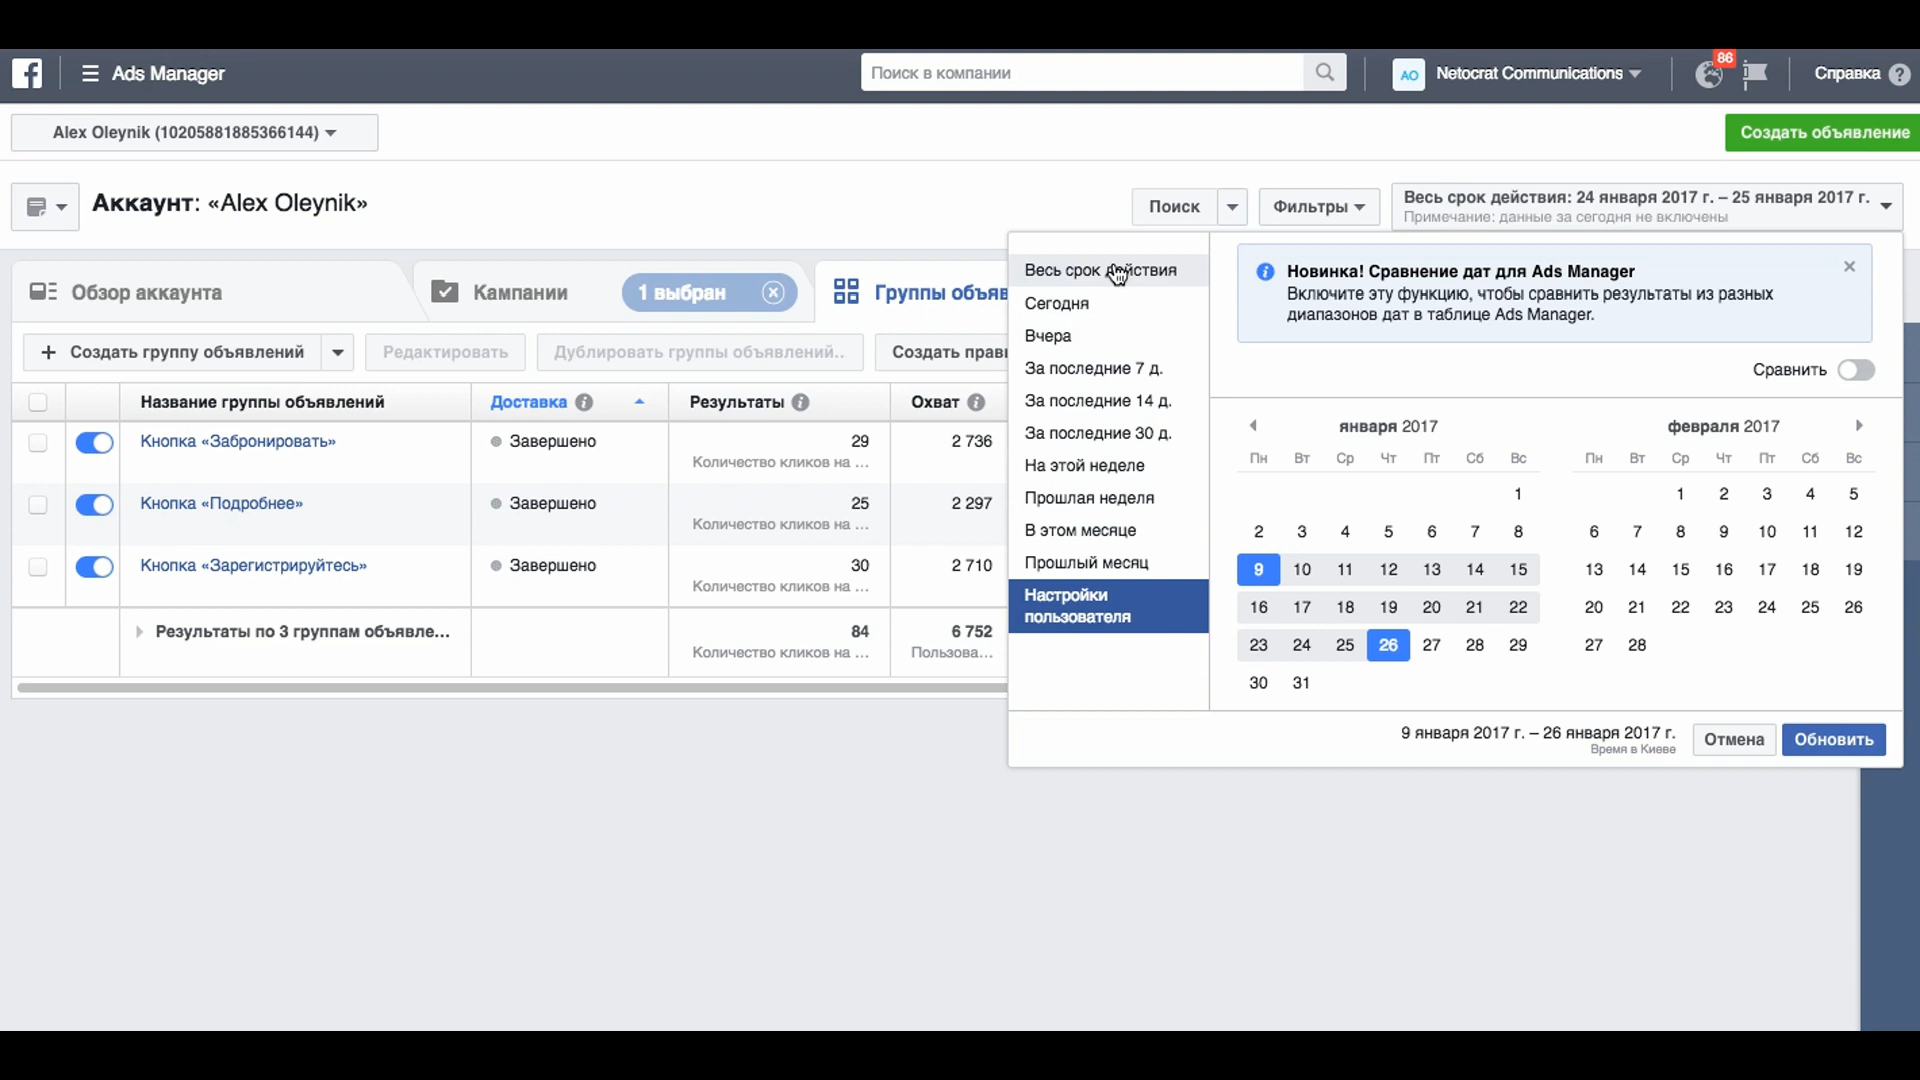 Ads Manager
Поиск в компании
AO
Netocrat Communications
86
Справка
Alex Oleynik (10205881885366144)
Создать объявление
Аккаунт: «Alex Oleynik»
Поиск
Фильтры
Весь срок действия: 24 января 2017 г. – 25 января 2017 г.
Примечание: данные за сегодня не включены
Обзор аккаунта
Кампании
1 выбран
Группы объяв
+ Создать группу объявлений
Редактировать
Дублировать группы объявлений..
Создать прави
Название группы объявлений
Доставка
Результаты
Охват
Кнопка «Забронировать»
Завершено
29
2 736
Количество кликов на ...
Кнопка «Подробнее»
Завершено
25
2 297
Количество кликов на ...
Кнопка «Зарегистрируйтесь»
Завершено
30
2 710
Количество кликов на ...
Результаты по 3 группам объявле...
84
6 752
Количество кликов на ...
Пользова...
Весь срок действия
Сегодня
Вчера
За последние 7 д.
За последние 14 д.
За последние 30 д.
На этой неделе
Прошлая неделя
В этом месяце
Прошлый месяц
Настройки
пользователя
Новинка! Сравнение дат для Ads Manager
Включите эту функцию, чтобы сравнить результаты из разных
диапазонов дат в таблице Ads Manager.
Сравнить
января 2017
Пн Вт Ср Чт Пт Сб Вс
1
2 3 4 5 6 7 8
9 10 11 12 13 14 15
16 17 18 19 20 21 22
23 24 25 26 27 28 29
30 31
февраля 2017
Пн Вт Ср Чт Пт Сб Вс
1 2 3 4 5
6 7 8 9 10 11 12
13 14 15 16 17 18 19
20 21 22 23 24 25 26
27 28
9 января 2017 г. – 26 января 2017 г.
Время в Киеве
Отмена
Обновить